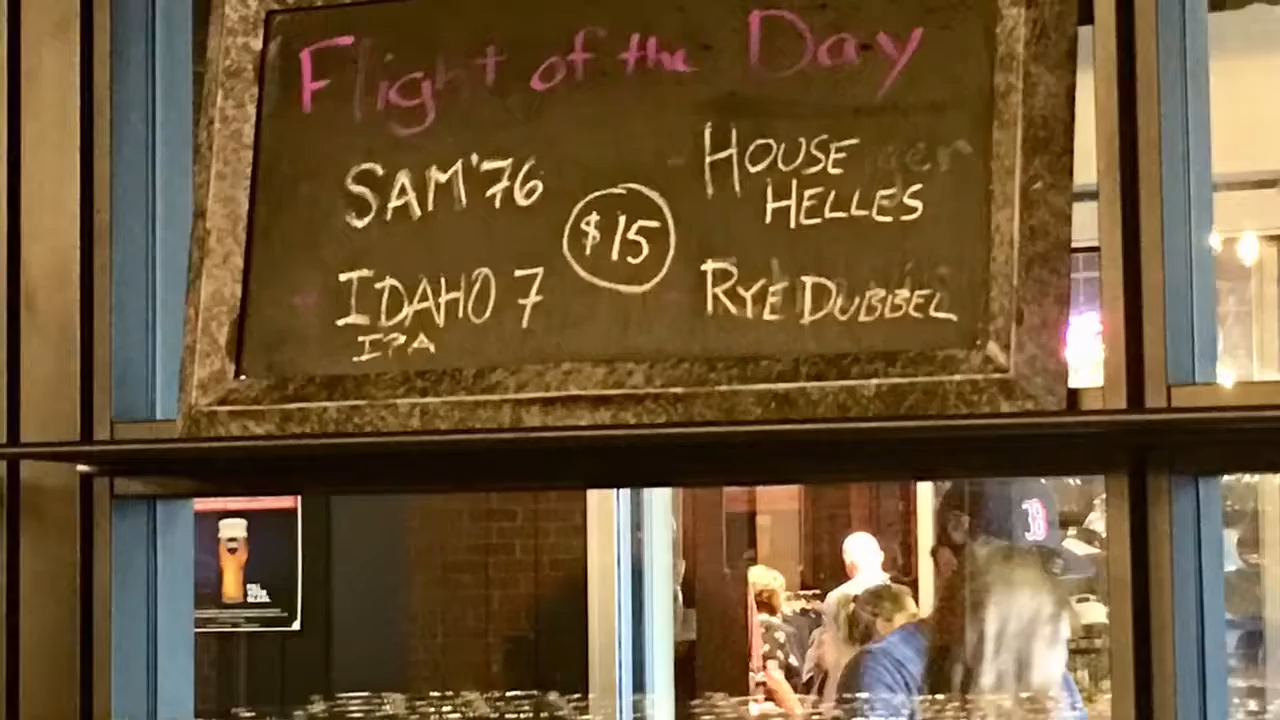 Flight of the Day
SAM'76
IDAHO 7
IPA
$15
HOUSE
HELLES
RYE DUBBEL
B